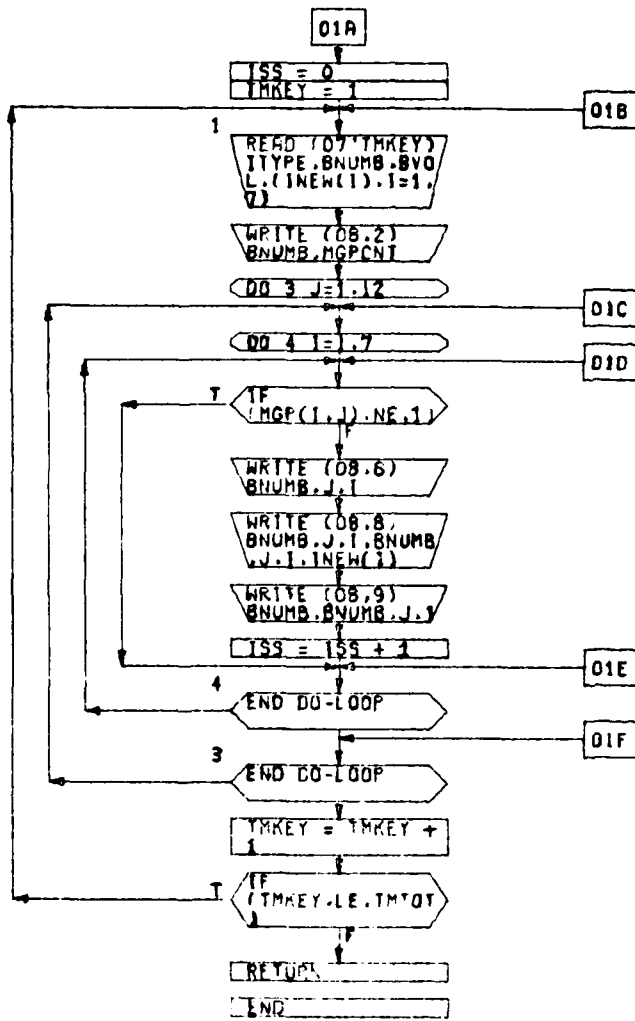 01A
ISS = 0
TMKEY = 1
01B
1
READ (07'TMKEY)
ITYPE.BNUMB.BVO
L.(INEW(I).I=1.
7)
WRITE (08.2)
BNUMB.MGPCNT
DO 3 J=1.12
01C
DO 4 I=1.7
01D
T
IF
(MGP(I.J).NE.1)
F
WRITE (08.6)
BNUMB.J.I
WRITE (08.8)
BNUMB.J.I.BNUMB
.J.I.INEW(I)
WRITE (08,9)
BNUMB.BNUMB.J.I
ISS = ISS + 1
01E
4
END DO-LOOP
01F
3
END DO-LOOP
TMKEY = TMKEY +
1
T
IF
(TMKEY.LE.TMTOT
)
F
RETURN
END